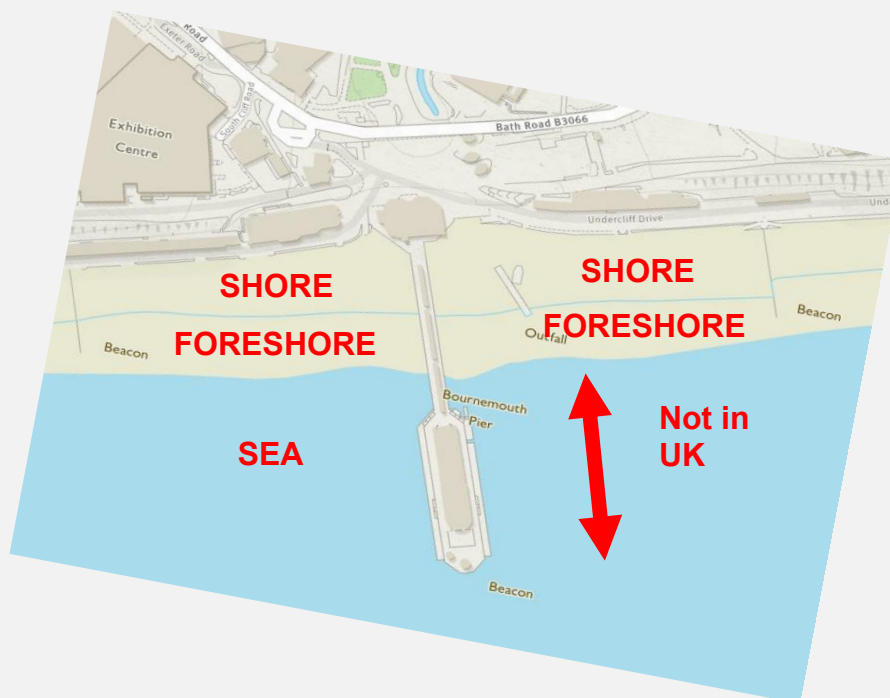 Road
Exeter Road
South Cliff Road
Exhibition
Centre
Bath Road B3066
Undercliff Drive
SHORE
SHORE
FORESHORE
FORESHORE
Beacon
Beacon
Outfall
Bournemouth
Pier
Not in
UK
SEA
Beacon